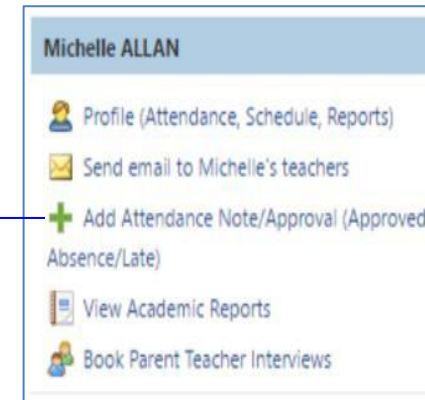 Michelle ALLAN
Profile (Attendance, Schedule, Reports)
Send email to Michelle's teachers
Add Attendance Note/Approval (Approved
Absence/Late)
View Academic Reports
Book Parent Teacher Interviews